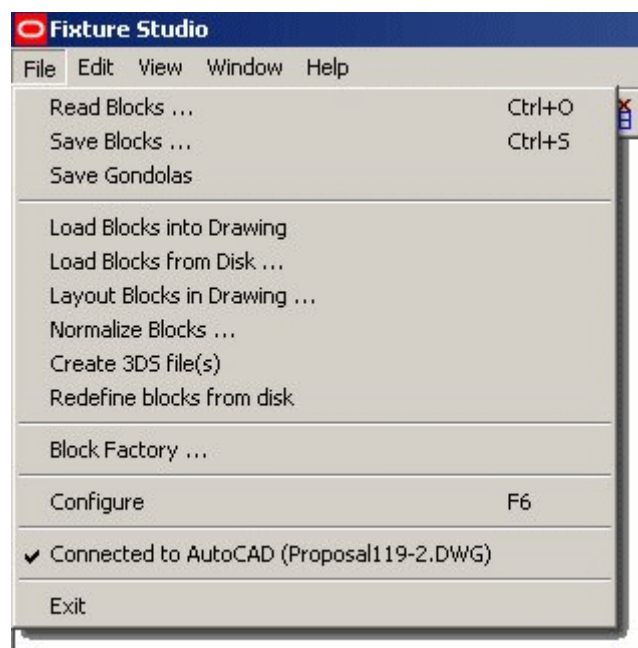 Fixture Studio
File Edit View Window Help
Read Blocks ... Ctrl+O
Save Blocks ... Ctrl+S
Save Gondolas
Load Blocks into Drawing
Load Blocks from Disk ...
Layout Blocks in Drawing ...
Normalize Blocks ...
Create 3DS file(s)
Redefine blocks from disk
Block Factory ...
Configure F6
Connected to AutoCAD (Proposal119-2.DWG)
Exit